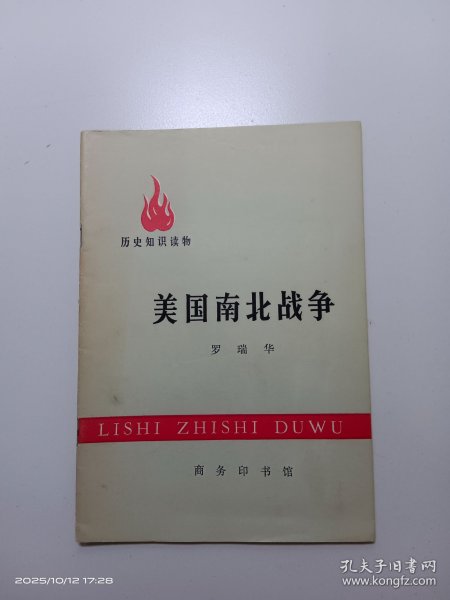 历史知识读物
美国南北战争
罗瑞华
LISHI ZHISHI DUWU
商务印书馆
2025/10/12 17:28
孔夫子旧书网
www.kongfz.com